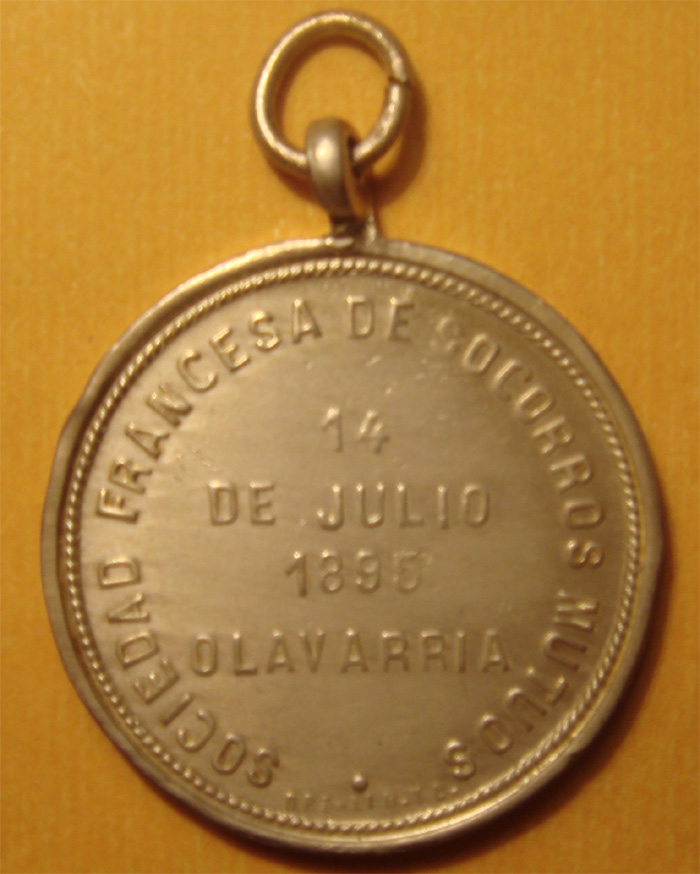 SOCIEDAD FRANCESA DE SOCORROS MUTUOS
14
DE JULIO
1895
OLAVARRIA